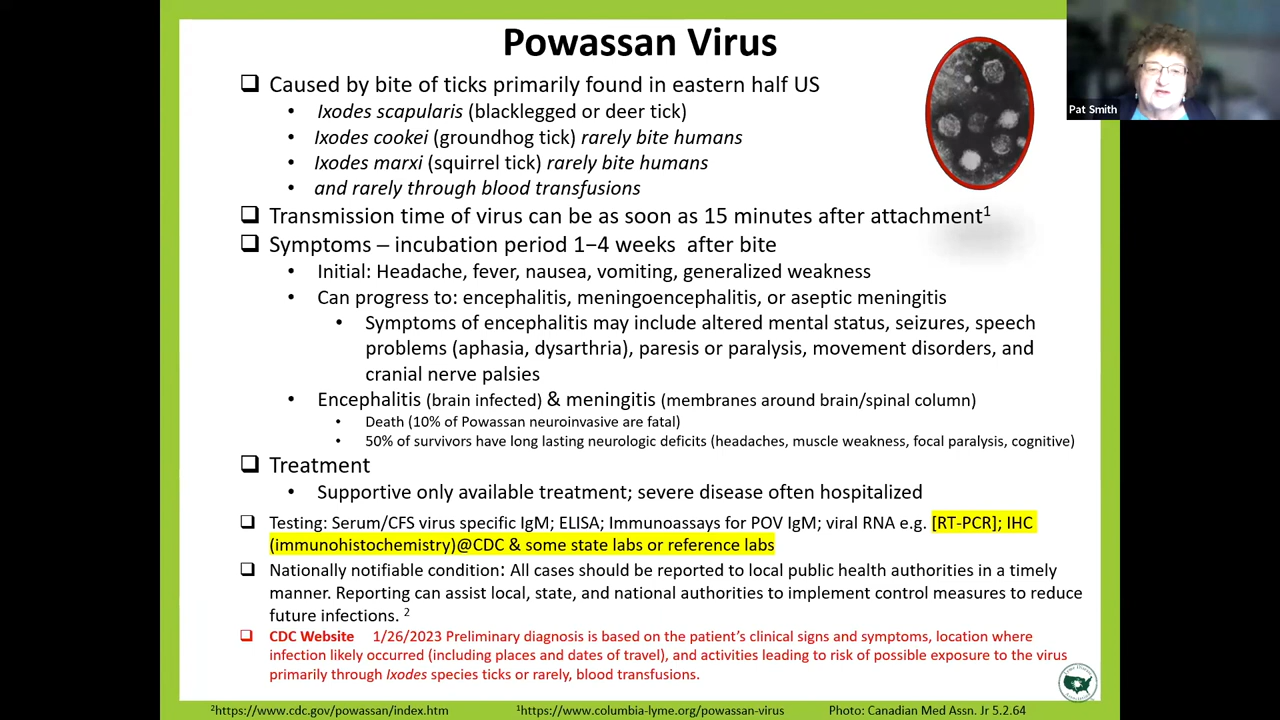 Powassan Virus
Pat Smith
❑ Caused by bite of ticks primarily found in eastern half US
• Ixodes scapularis (blacklegged or deer tick)
• Ixodes cookei (groundhog tick) rarely bite humans
• Ixodes marxi (squirrel tick) rarely bite humans
• and rarely through blood transfusions
❑ Transmission time of virus can be as soon as 15 minutes after attachment¹
❑ Symptoms – incubation period 1–4 weeks after bite
• Initial: Headache, fever, nausea, vomiting, generalized weakness
• Can progress to: encephalitis, meningoencephalitis, or aseptic meningitis
• Symptoms of encephalitis may include altered mental status, seizures, speech
problems (aphasia, dysarthria), paresis or paralysis, movement disorders, and
cranial nerve palsies
• Encephalitis (brain infected) & meningitis (membranes around brain/spinal column)
• Death (10% of Powassan neuroinvasive are fatal)
• 50% of survivors have long lasting neurologic deficits (headaches, muscle weakness, focal paralysis, cognitive)
❑ Treatment
• Supportive only available treatment; severe disease often hospitalized
❑ Testing: Serum/CFS virus specific IgM; ELISA; Immunoassays for POV IgM; viral RNA e.g. [RT-PCR]; IHC
(immunohistochemistry)@CDC & some state labs or reference labs
❑ Nationally notifiable condition: All cases should be reported to local public health authorities in a timely
manner. Reporting can assist local, state, and national authorities to implement control measures to reduce
future infections. ²
❑ CDC Website 1/26/2023 Preliminary diagnosis is based on the patient's clinical signs and symptoms, location where
infection likely occurred (including places and dates of travel), and activities leading to risk of possible exposure to the virus
primarily through Ixodes species ticks or rarely, blood transfusions.
²https://www.cdc.gov/powassan/index.htm ¹https://www.columbia-lyme.org/powassan-virus Photo: Canadian Med Assn. Jr 5.2.64